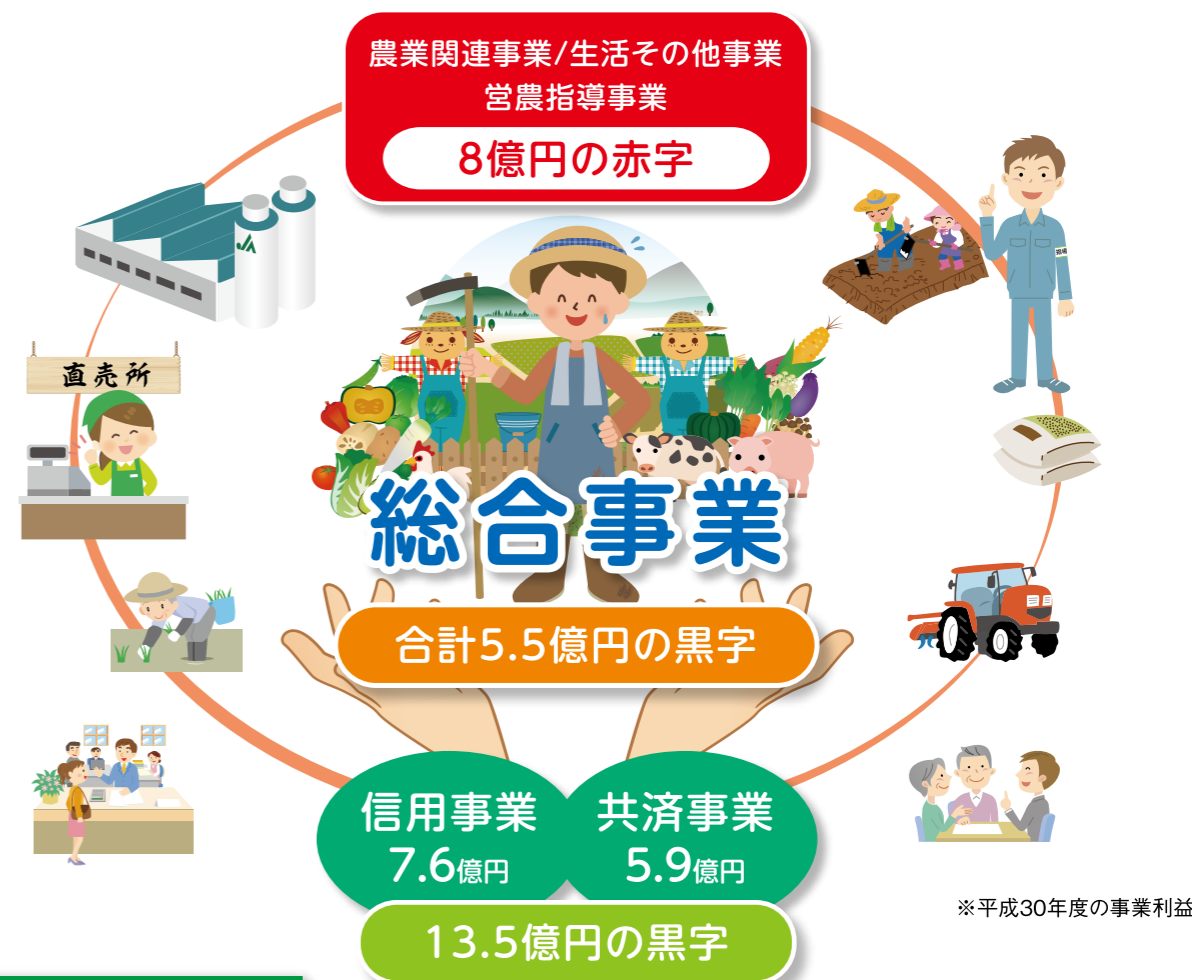 農業関連事業/生活その他事業
営農指導事業
8億円の赤字
JA
直売所
総合事業
合計5.5億円の黒字
信用事業
7.6億円
共済事業
5.9億円
13.5億円の黒字
※平成30年度の事業利益